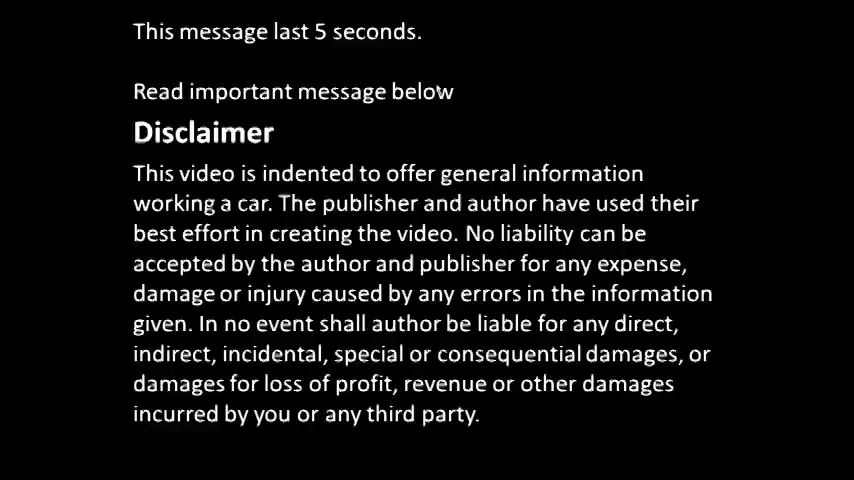 This message last 5 seconds.
Read important message below
Disclaimer
This video is indented to offer general information
working a car. The publisher and author have used their
best effort in creating the video. No liability can be
accepted by the author and publisher for any expense,
damage or injury caused by any errors in the information
given. In no event shall author be liable for any direct,
indirect, incidental, special or consequential damages, or
damages for loss of profit, revenue or other damages
incurred by you or any third party.